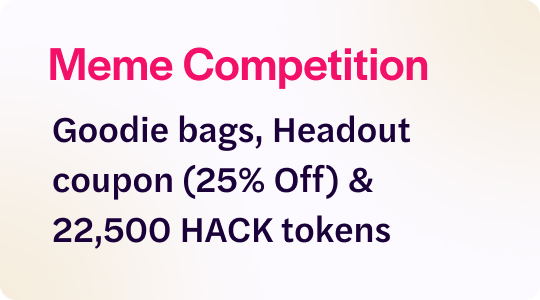 Meme Competition
Goodie bags, Headout
coupon (25% Off) &
22,500 HACK tokens